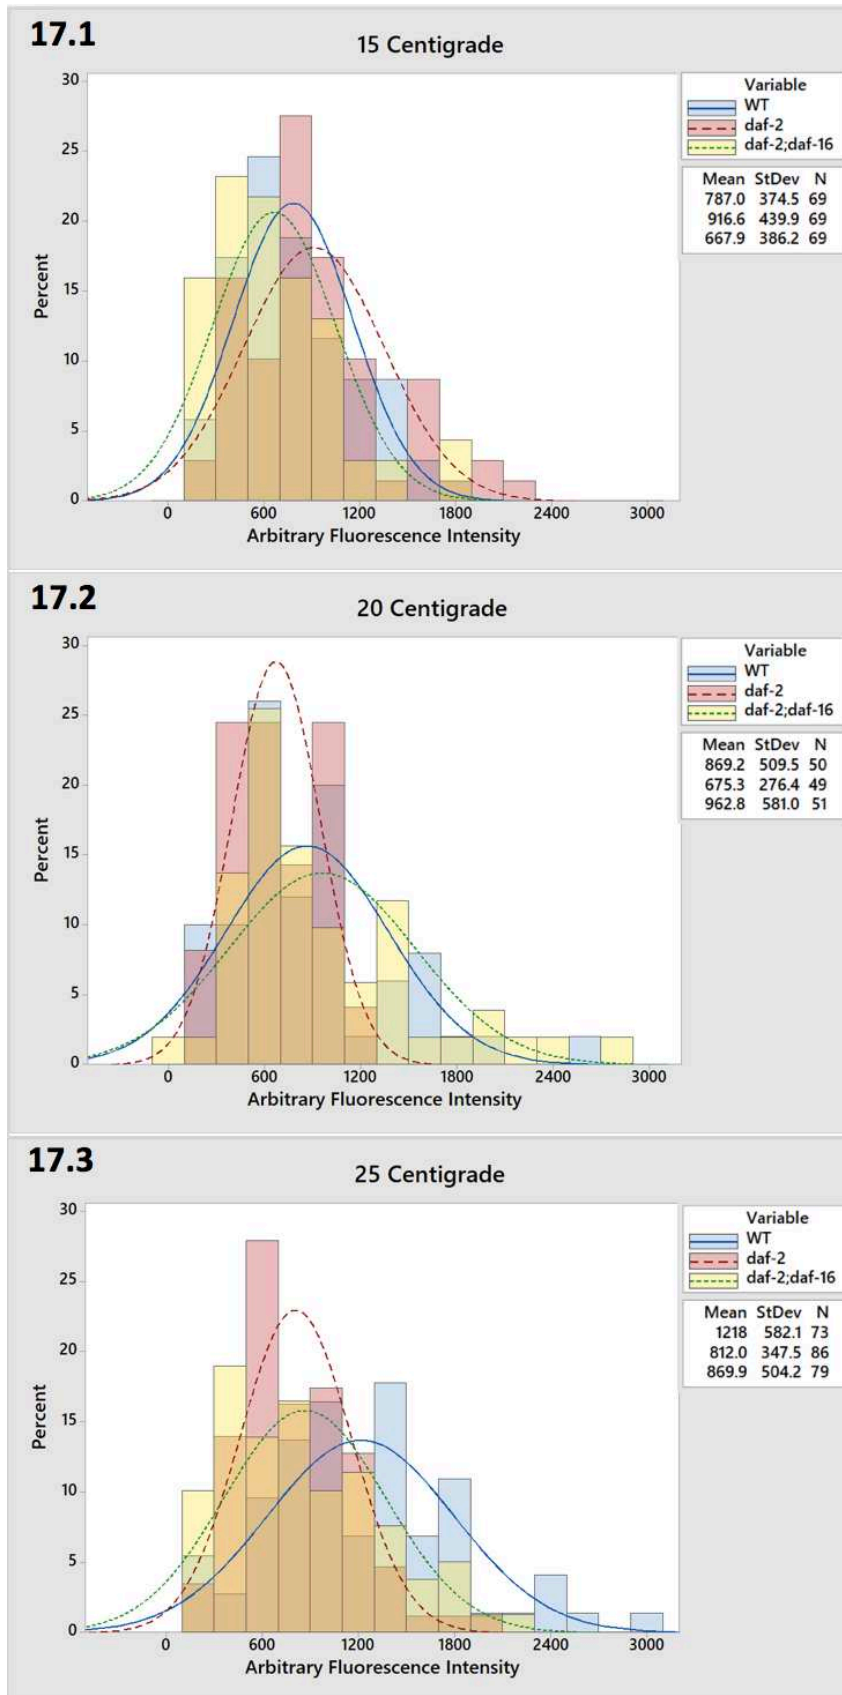 17.1
15 Centigrade
30
25
20
15
10
5
0
Percent
0 600 1200 1800 2400 3000
Arbitrary Fluorescence Intensity
Variable
WT
daf-2
daf-2;daf-16
Mean StDev N
787.0 374.5 69
916.6 439.9 69
667.9 386.2 69
17.2
20 Centigrade
30
25
20
15
10
5
0
Percent
0 600 1200 1800 2400 3000
Arbitrary Fluorescence Intensity
Variable
WT
daf-2
daf-2;daf-16
Mean StDev N
869.2 509.5 50
675.3 276.4 49
962.8 581.0 51
17.3
25 Centigrade
30
25
20
15
10
5
0
Percent
0 600 1200 1800 2400 3000
Arbitrary Fluorescence Intensity
Variable
WT
daf-2
daf-2;daf-16
Mean StDev N
1218 582.1 73
812.0 347.5 86
869.9 504.2 79